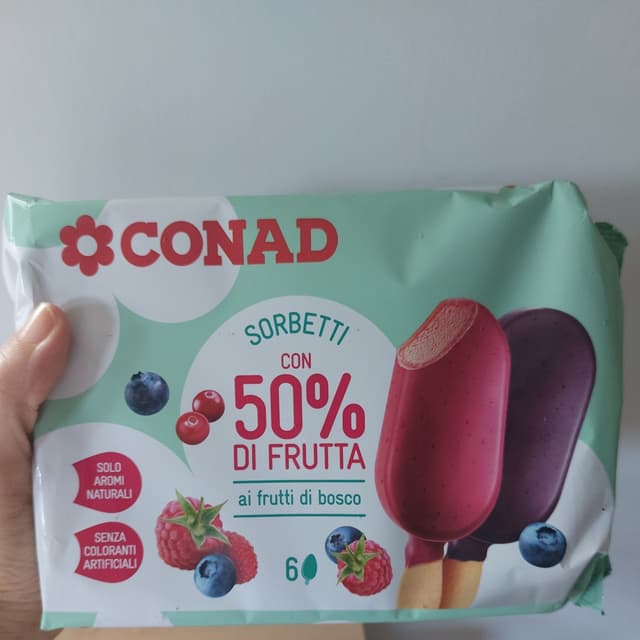 CONAD
SORBETTI
CON
50%
DI FRUTTA
ai frutti di bosco
SOLO
AROMI
NATURALI
SENZA
COLORANTI
ARTIFICIALI
6